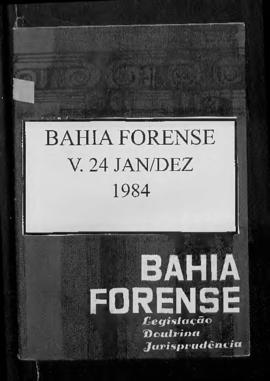 BAHIA FORENSE
V. 24 JAN/DEZ
1984
BAHIA
FORENSE
Legislação
Doutrina
Jurisprudência